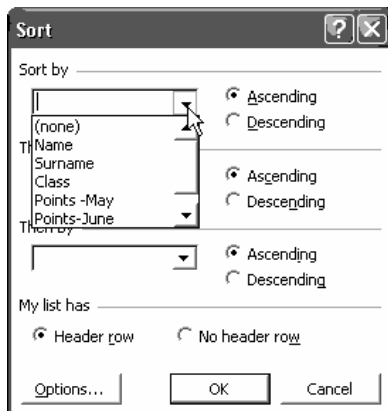 Sort
Sort by
Ascending
Descending
(none)
Name
Surname
Class
Points -May
Points-June
Th
Ascending
Descending
Then by
Ascending
Descending
My list has
Header row
No header row
Options...
OK
Cancel